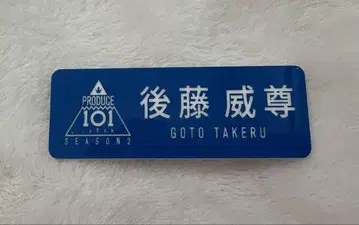 PRODUCE
101
JAPAN
SEASON2
後藤 威尊
GOTO TAKERU